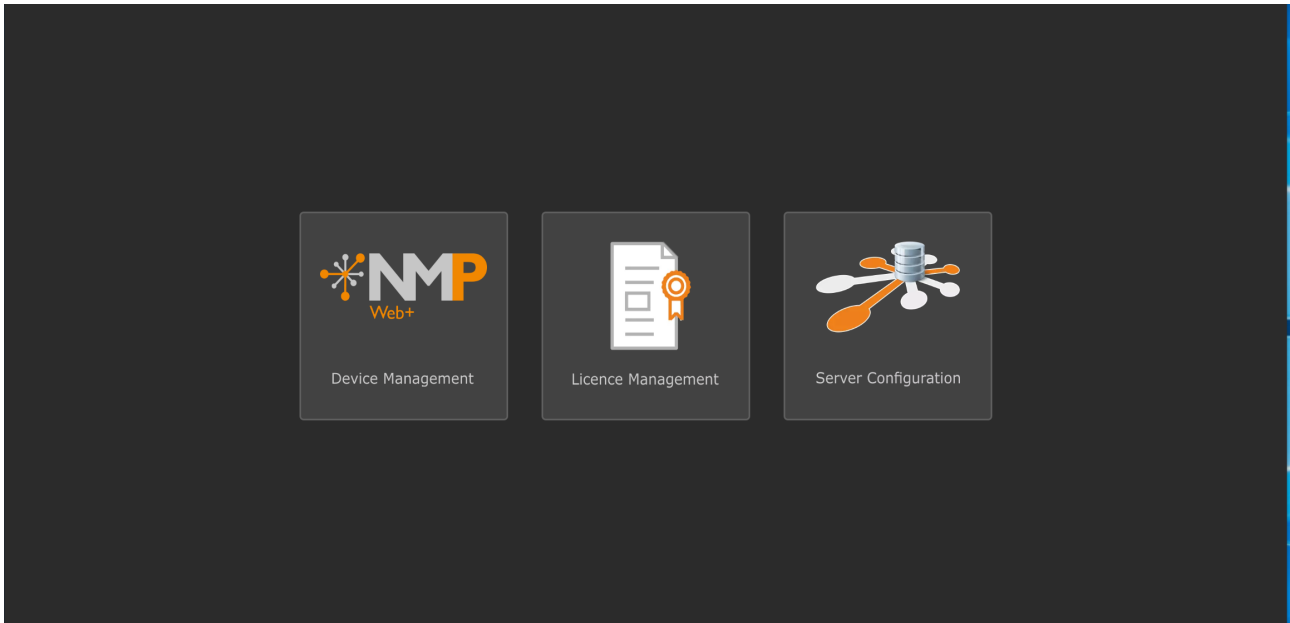 NMP
Web+
Device Management
Licence Management
Server Configuration